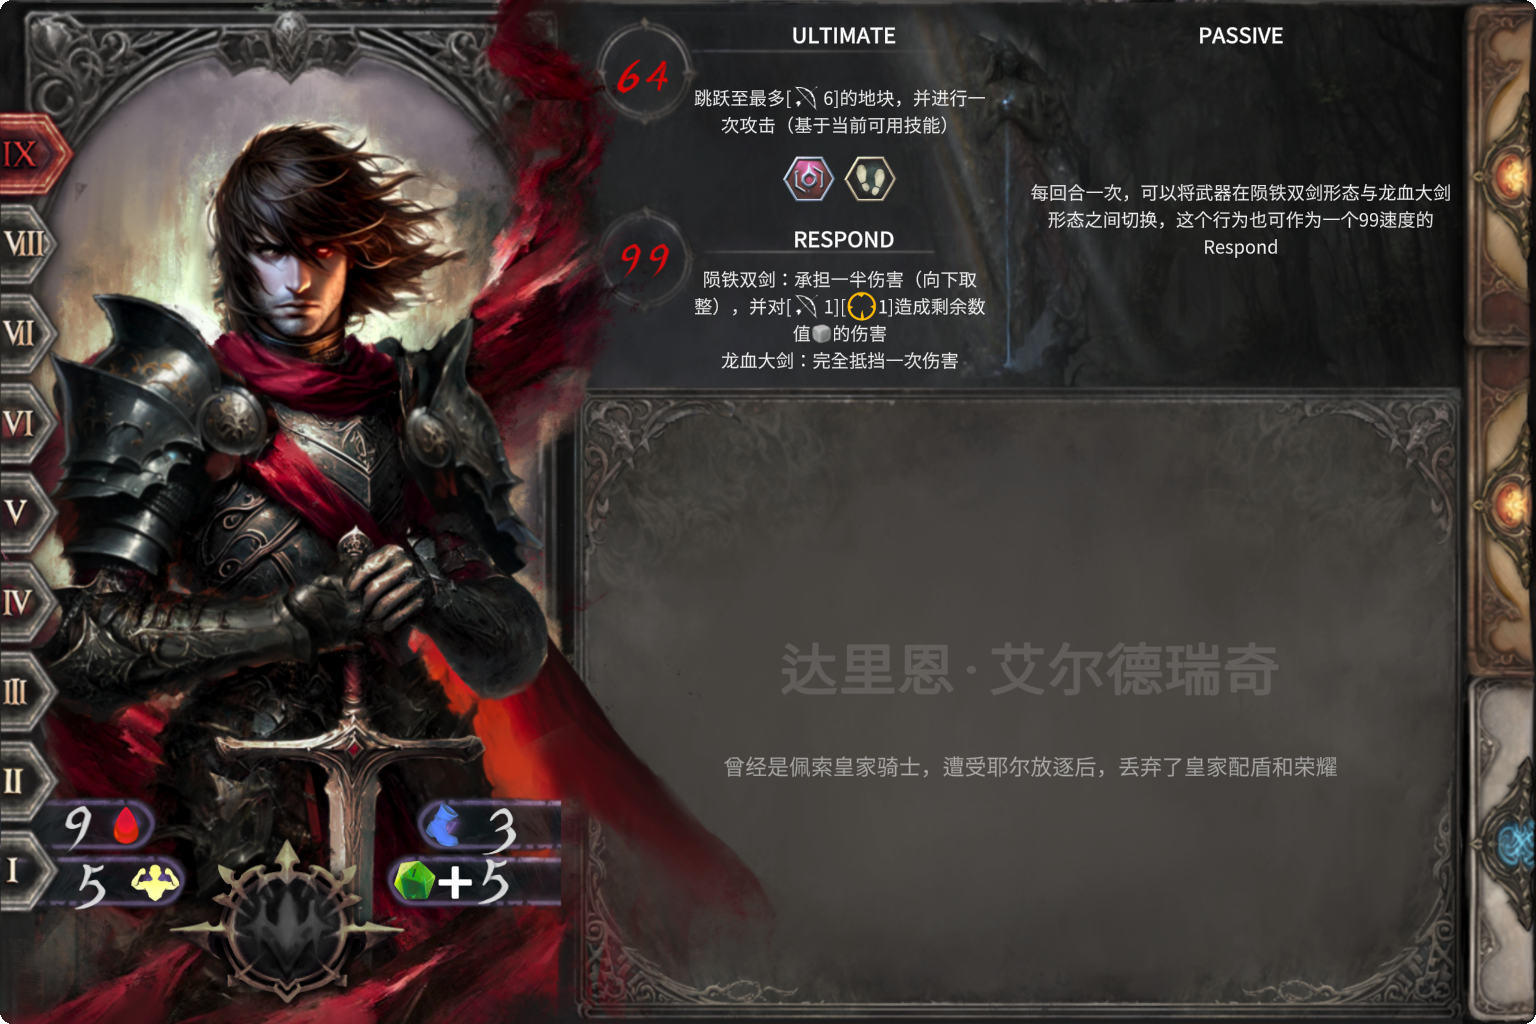 IX
VIII
VII
VI
V
IV
III
II
I
9
5
3
+5
64
ULTIMATE
跳跃至最多[ 6]的地块，并进行一
次攻击（基于当前可用技能）
99
RESPOND
陨铁双剑：承担一半伤害（向下取
整），并对[ 1][ 1]造成剩余数
值 的伤害
龙血大剑：完全抵挡一次伤害
PASSIVE
每回合一次，可以将武器在陨铁双剑形态与龙血大剑
形态之间切换，这个行为也可作为一个99速度的
Respond
达里恩·艾尔德瑞奇
曾经是佩索皇家骑士，遭受耶尔放逐后，丢弃了皇家配盾和荣耀